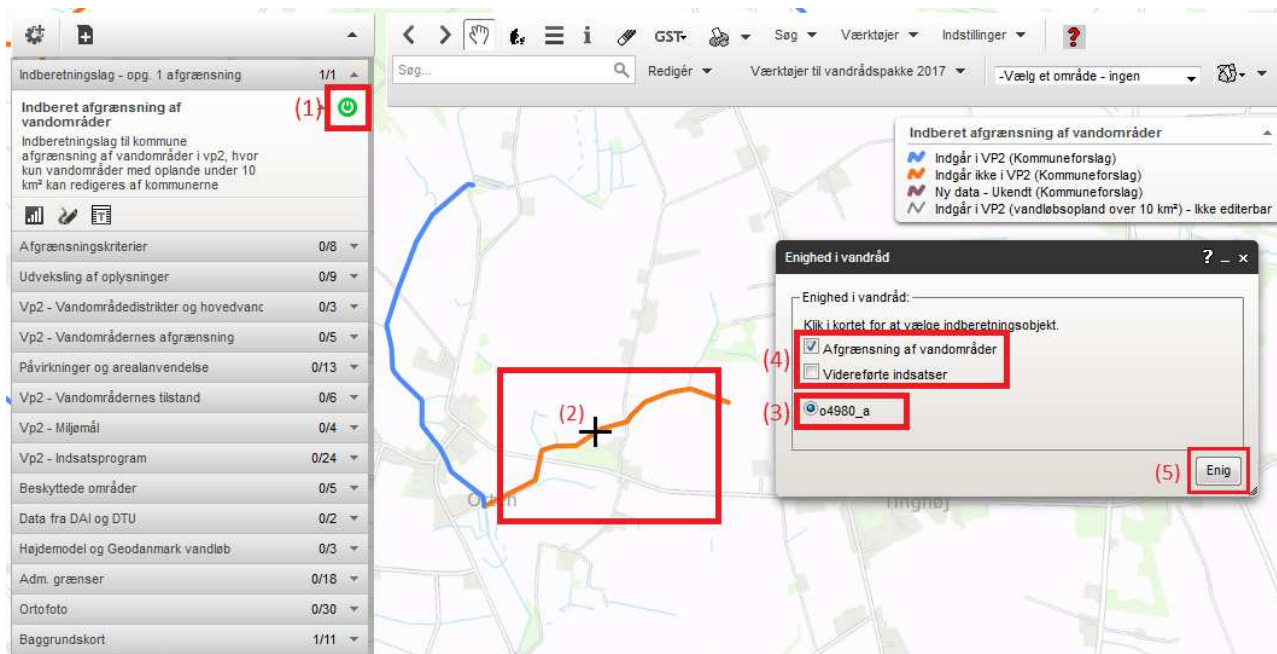 GST
Søg
Værktøjer
Indstillinger
?
Søg...
Redigér
Værktøjer til vandrådspakke 2017
-Vælg et område - ingen
Indberetningslag - opg. 1 afgrænsning 1/1
Indberet afgrænsning af
vandområder
(1)
Indberetningslag til kommune
afgrænsning af vandområder i vp2, hvor
kun vandområder med oplande under 10
km² kan redigeres af kommunerne
Afgrænsningskriterier 0/8
Udveksling af oplysninger 0/9
Vp2 - Vandområdedistrikter og hovedvanc 0/3
Vp2 - Vandområdernes afgrænsning 0/5
Påvirkninger og arealanvendelse 0/13
Vp2 - Vandområdernes tilstand 0/6
Vp2 - Miljømål 0/4
Vp2 - Indsatsprogram 0/24
Beskyttede områder 0/5
Data fra DAI og DTU 0/2
Højdemodel og Geodanmark vandløb 0/3
Adm. grænser 0/18
Ortofoto 0/30
Baggrundskort 1/11
Indberet afgrænsning af vandområder
Indgår i VP2 (Kommuneforslag)
Indgår ikke i VP2 (Kommuneforslag)
Ny data - Ukendt (Kommuneforslag)
Indgår i VP2 (vandløbsopland over 10 km²) - Ikke editerbar
(2)
Enighed i vandråd ? _ ×
Enighed i vandråd:
Klik i kortet for at vælge indberetningsobjekt.
(4)
Afgrænsning af vandområder
Videreførte indsatser
(3)
o4980_a
(5)
Enig